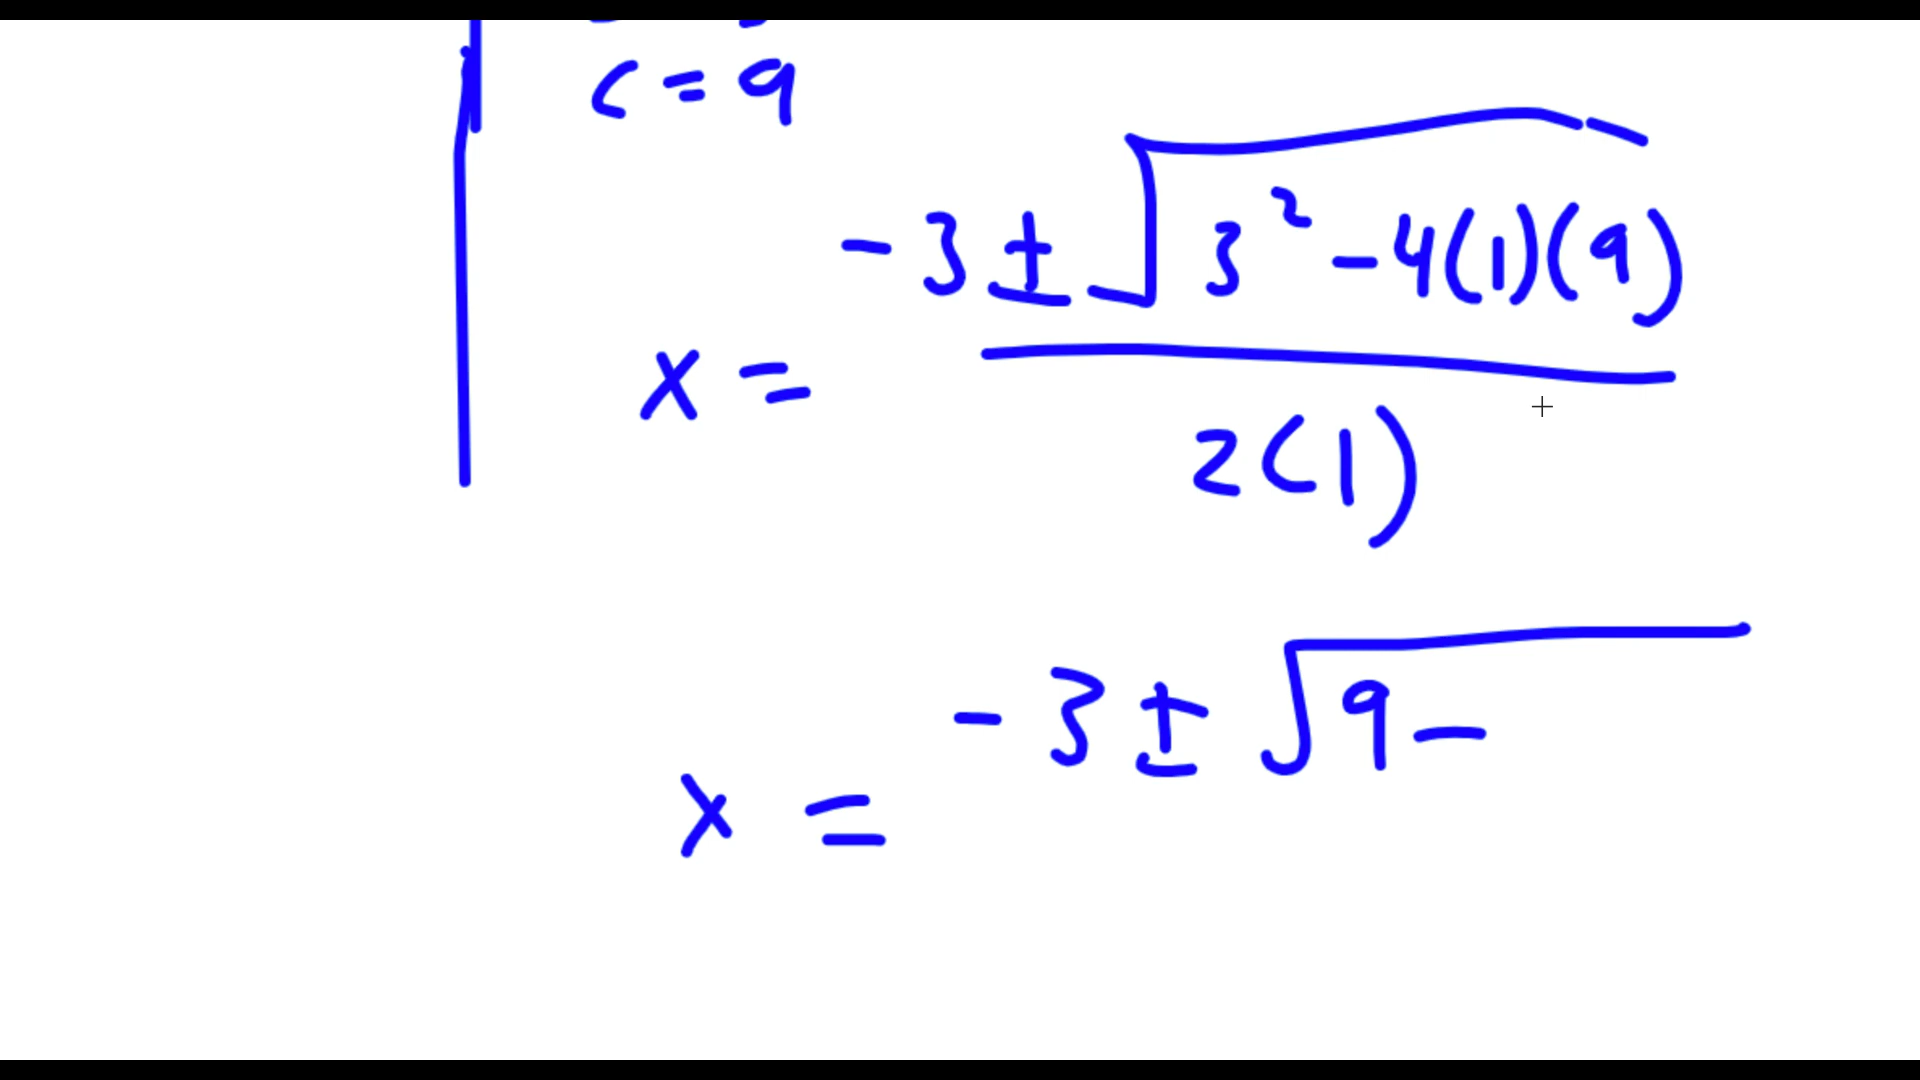 c = 9
x = -3 ± √3² - 4(1)(9)
2(1)
x = -3 ± √9 -